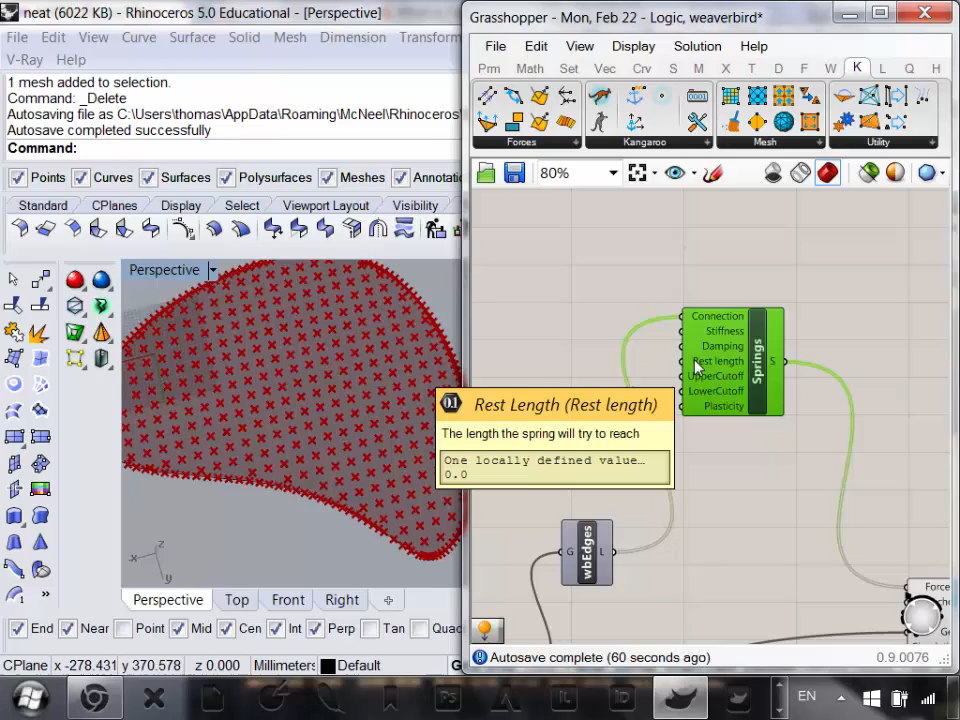 neat (6022 KB) - Rhinoceros 5.0 Educational - [Perspective]
File Edit View Curve Surface Solid Mesh Dimension Transform
V-Ray Help
1 mesh added to selection.
Command: _Delete
Autosaving file as C:\Users\thomas\AppData\Roaming\McNeel\Rhinoceros
Autosave completed successfully
Command:
Points Curves Surfaces Polysurfaces Meshes Annotac
Standard CPlanes Display Select Viewport Layout Visibility
Perspective
z
x
y
Perspective Top Front Right
End Near Point Mid Cen Int Perp Tan Quad
CPlane x -278.431 y 370.578 z 0.000 Millimeters Default G
Grasshopper - Mon, Feb 22 - Logic, weaverbird*
File Edit View Display Solution Help
Prm Math Set Vec Crv S M X T D F W K L Q H
Forces Kangaroo Mesh Utility
80%
Connection
Stiffness
Damping
Rest length
UpperCutoff
LowerCutoff
Plasticity
Springs
S
0.1 Rest Length (Rest length)
The length the spring will try to reach
One locally defined value…
0.0
G wbEdges L
Force
Autosave complete (60 seconds ago)
0.9.0076
Ps
EN